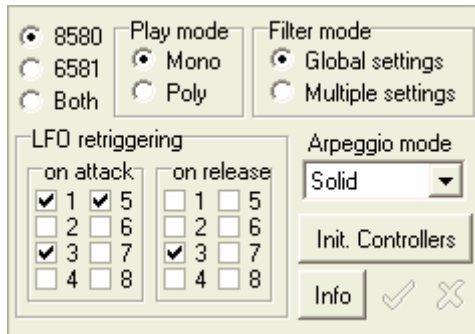 8580
6581
Both
Play mode
Mono
Poly
Filter mode
Global settings
Multiple settings
LFO retriggering
on attack
1 5
2 6
3 7
4 8
on release
1 5
2 6
3 7
4 8
Arpeggio mode
Solid
Init. Controllers
Info